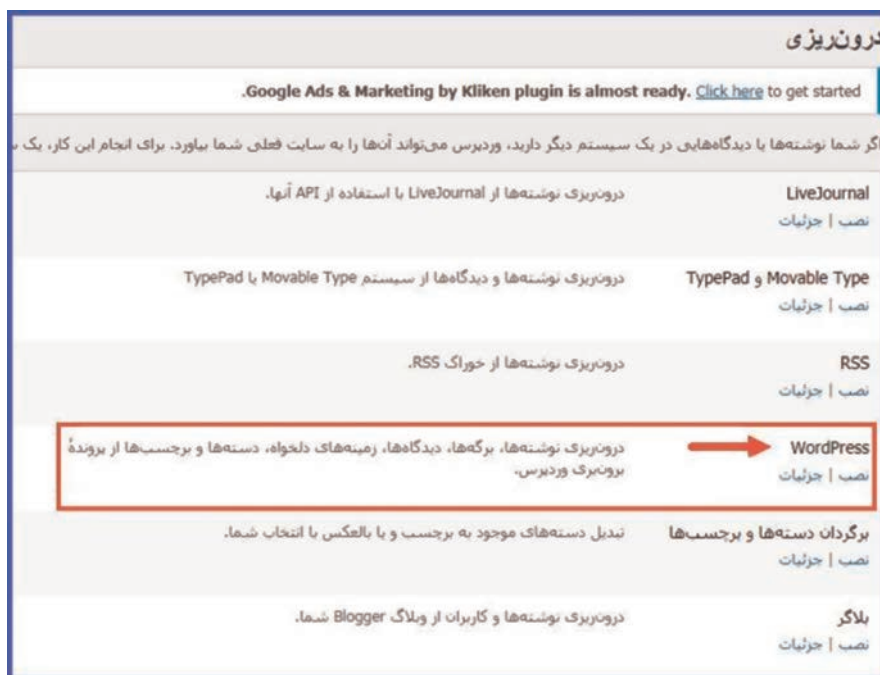 درون‌ریزی
Google Ads & Marketing by Kliken plugin is almost ready. Click here to get started.
اگر شما نوشته‌ها یا دیدگاه‌هایی در یک سیستم دیگر دارید، وردپرس می‌تواند آن‌ها را به سایت فعلی شما بیاورد. برای انجام این کار، یک
LiveJournal
درون‌ریزی نوشته‌ها از LiveJournal با استفاده از API آنها.
نصب | جزئیات
TypePad و Movable Type
درون‌ریزی نوشته‌ها و دیدگاه‌ها از سیستم Movable Type یا TypePad
نصب | جزئیات
RSS
درون‌ریزی نوشته‌ها از خوراک RSS.
نصب | جزئیات
WordPress
درون‌ریزی نوشته‌ها، برگه‌ها، دیدگاه‌ها، زمینه‌های دلخواه، دسته‌ها و برچسب‌ها از پروندهٔ
برون‌بری وردپرس.
نصب | جزئیات
برگردان دسته‌ها و برچسب‌ها
تبدیل دسته‌های موجود به برچسب و یا بالعکس با انتخاب شما.
نصب | جزئیات
بلاگر
درون‌ریزی نوشته‌ها و کاربران از وبلاگ Blogger شما.
نصب | جزئیات